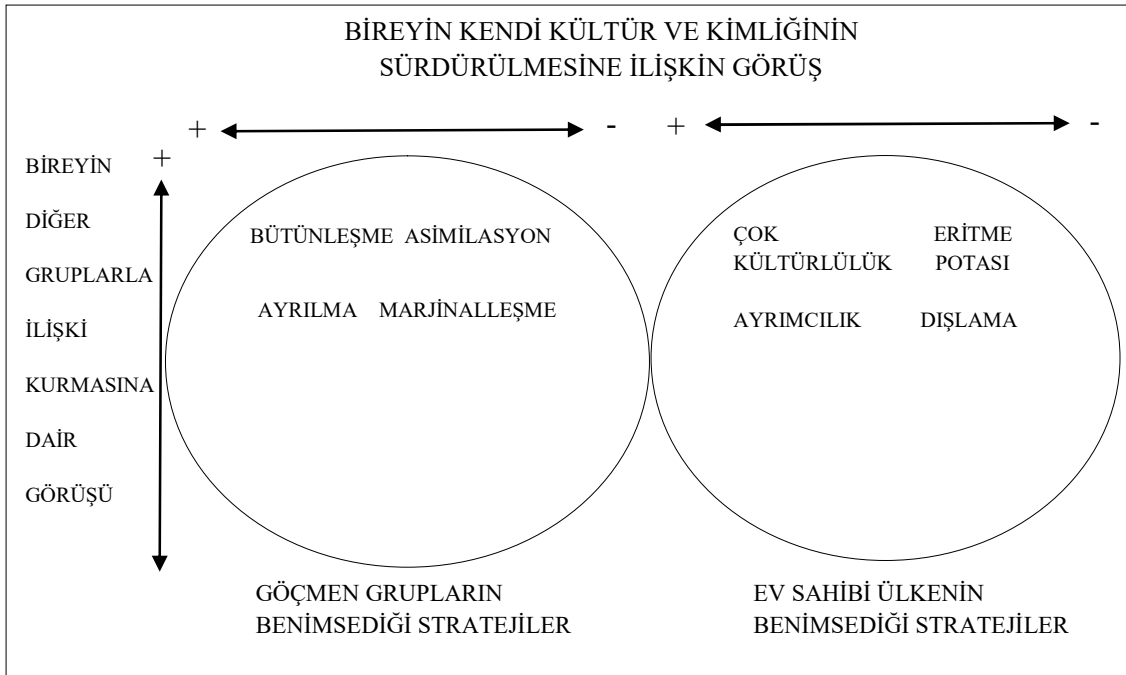 BİREYİN KENDİ KÜLTÜR VE KİMLİĞİNİN
SÜRDÜRÜLMESİNE İLİŞKİN GÖRÜŞ
+ - + -
+
BİREYİN
DİĞER
GRUPLARLA
İLİŞKİ
KURMASINA
DAİR
GÖRÜŞÜ
BÜTÜNLEŞME ASİMİLASYON
AYRILMA MARJİNALLEŞME
ÇOK ERİTME
KÜLTÜRLÜLÜK POTASI
AYRIMCILIK DIŞLAMA
GÖÇMEN GRUPLARIN
BENİMSEDİĞİ STRATEJİLER
EV SAHİBİ ÜLKENİN
BENİMSEDİĞİ STRATEJİLER